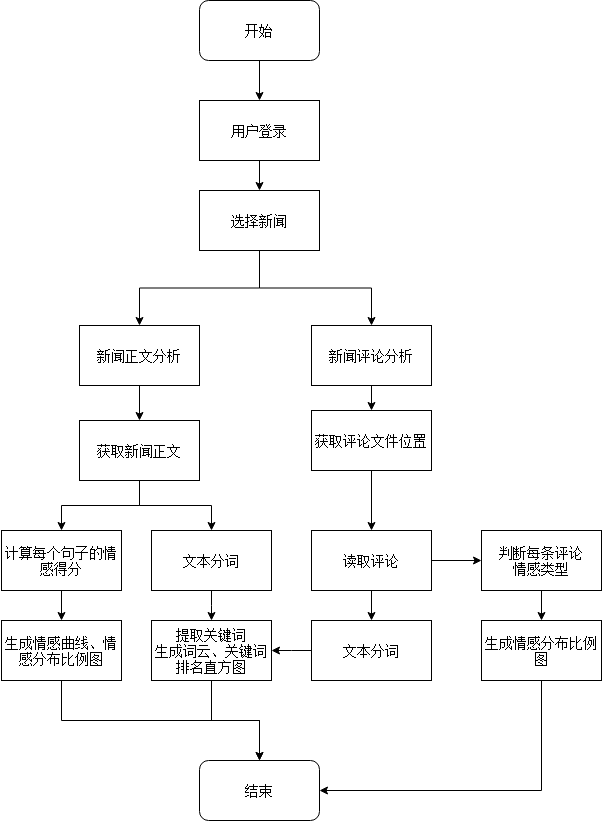 开始
用户登录
选择新闻
新闻正文分析
新闻评论分析
获取新闻正文
获取评论文件位置
计算每个句子的情
感得分
文本分词
读取评论
判断每条评论
情感类型
生成情感曲线、情
感分布比例图
提取关键词
生成词云、关键词
排名直方图
文本分词
生成情感分布比例
图
结束